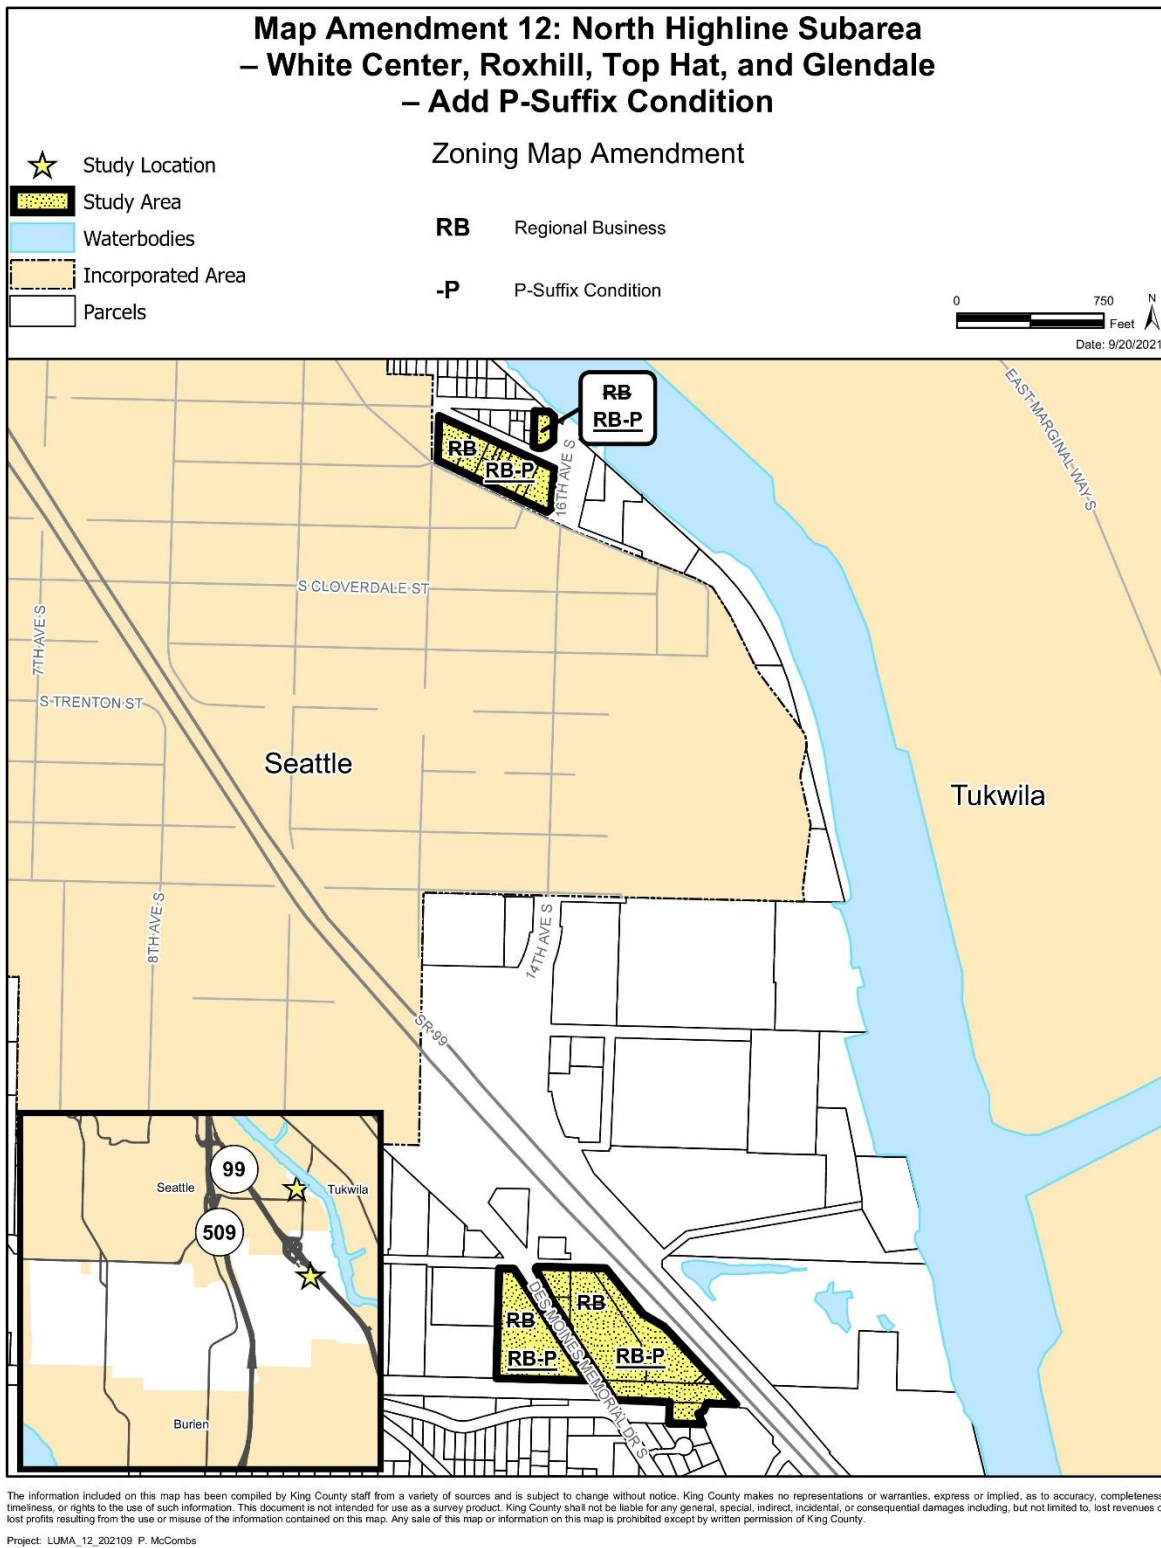 Map Amendment 12: North Highline Subarea
– White Center, Roxhill, Top Hat, and Glendale
– Add P-Suffix Condition
Zoning Map Amendment
Study Location
Study Area
Waterbodies
Incorporated Area
Parcels
RB Regional Business
-P P-Suffix Condition
0 750
Feet
N
Date: 9/20/2021
RB
RB-P
RB
RB-P
16TH AVE S
EAST MARGINAL WAY S
S CLOVERDALE ST
7TH AVE S
S TRENTON ST
Seattle
Tukwila
8TH AVE S
14TH AVE S
SR 99
99
Seattle
Tukwila
509
Burien
RB
RB-P
DES MOINES MEMORIAL DR S
RB
RB-P
The information included on this map has been compiled by King County staff from a variety of sources and is subject to change without notice. King County makes no representations or warranties, express or implied, as to accuracy, completeness,
timeliness, or rights to the use of such information. This document is not intended for use as a survey product. King County shall not be liable for any general, special, indirect, incidental, or consequential damages including, but not limited to, lost revenues o
lost profits resulting from the use or misuse of the information contained on this map. Any sale of this map or information on this map is prohibited except by written permission of King County.
Project: LUMA_12_202109 P. McCombs